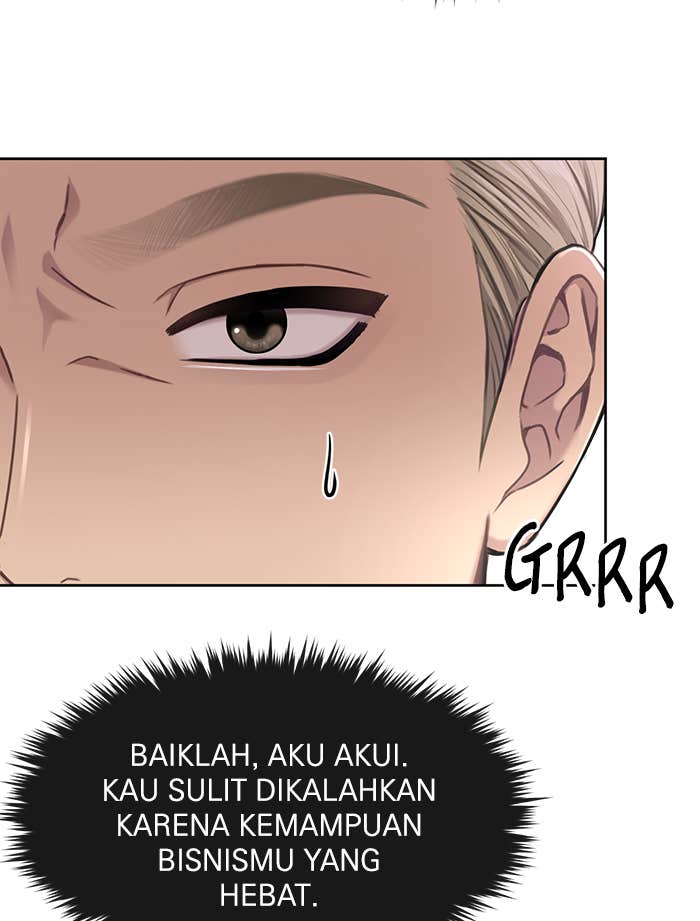 GRRR
BAIKLAH, AKU AKUI.
KAU SULIT DIKALAHKAN
KARENA KEMAMPUAN
BISNISMU YANG
HEBAT.